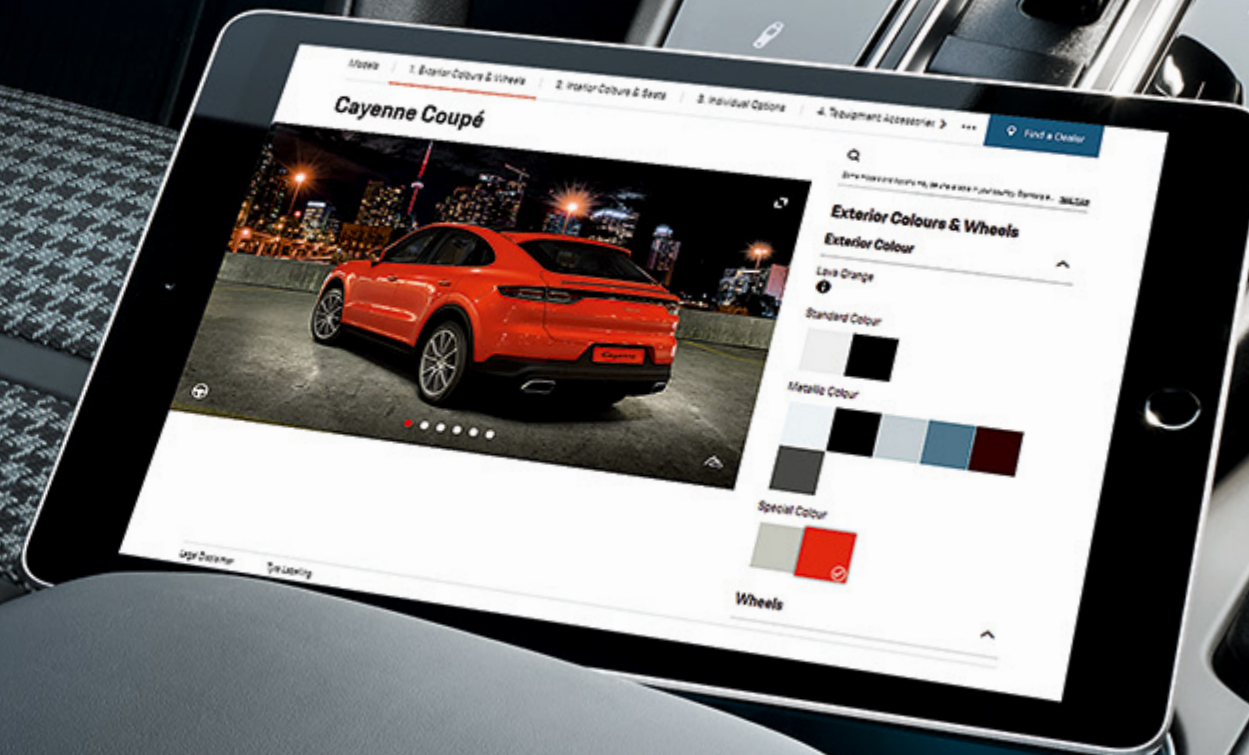 Models
1. Exterior Colours & Wheels
2. Interior Colours & Seats
3. Individual Options
4. Tequipment Accessories
Find a Dealer
Cayenne Coupé
Exterior Colours & Wheels
Exterior Colour
Lava Orange
Standard Colour
Metallic Colour
Special Colour
Wheels
Cayenne
Legal Disclaimer
Tyre Labelling